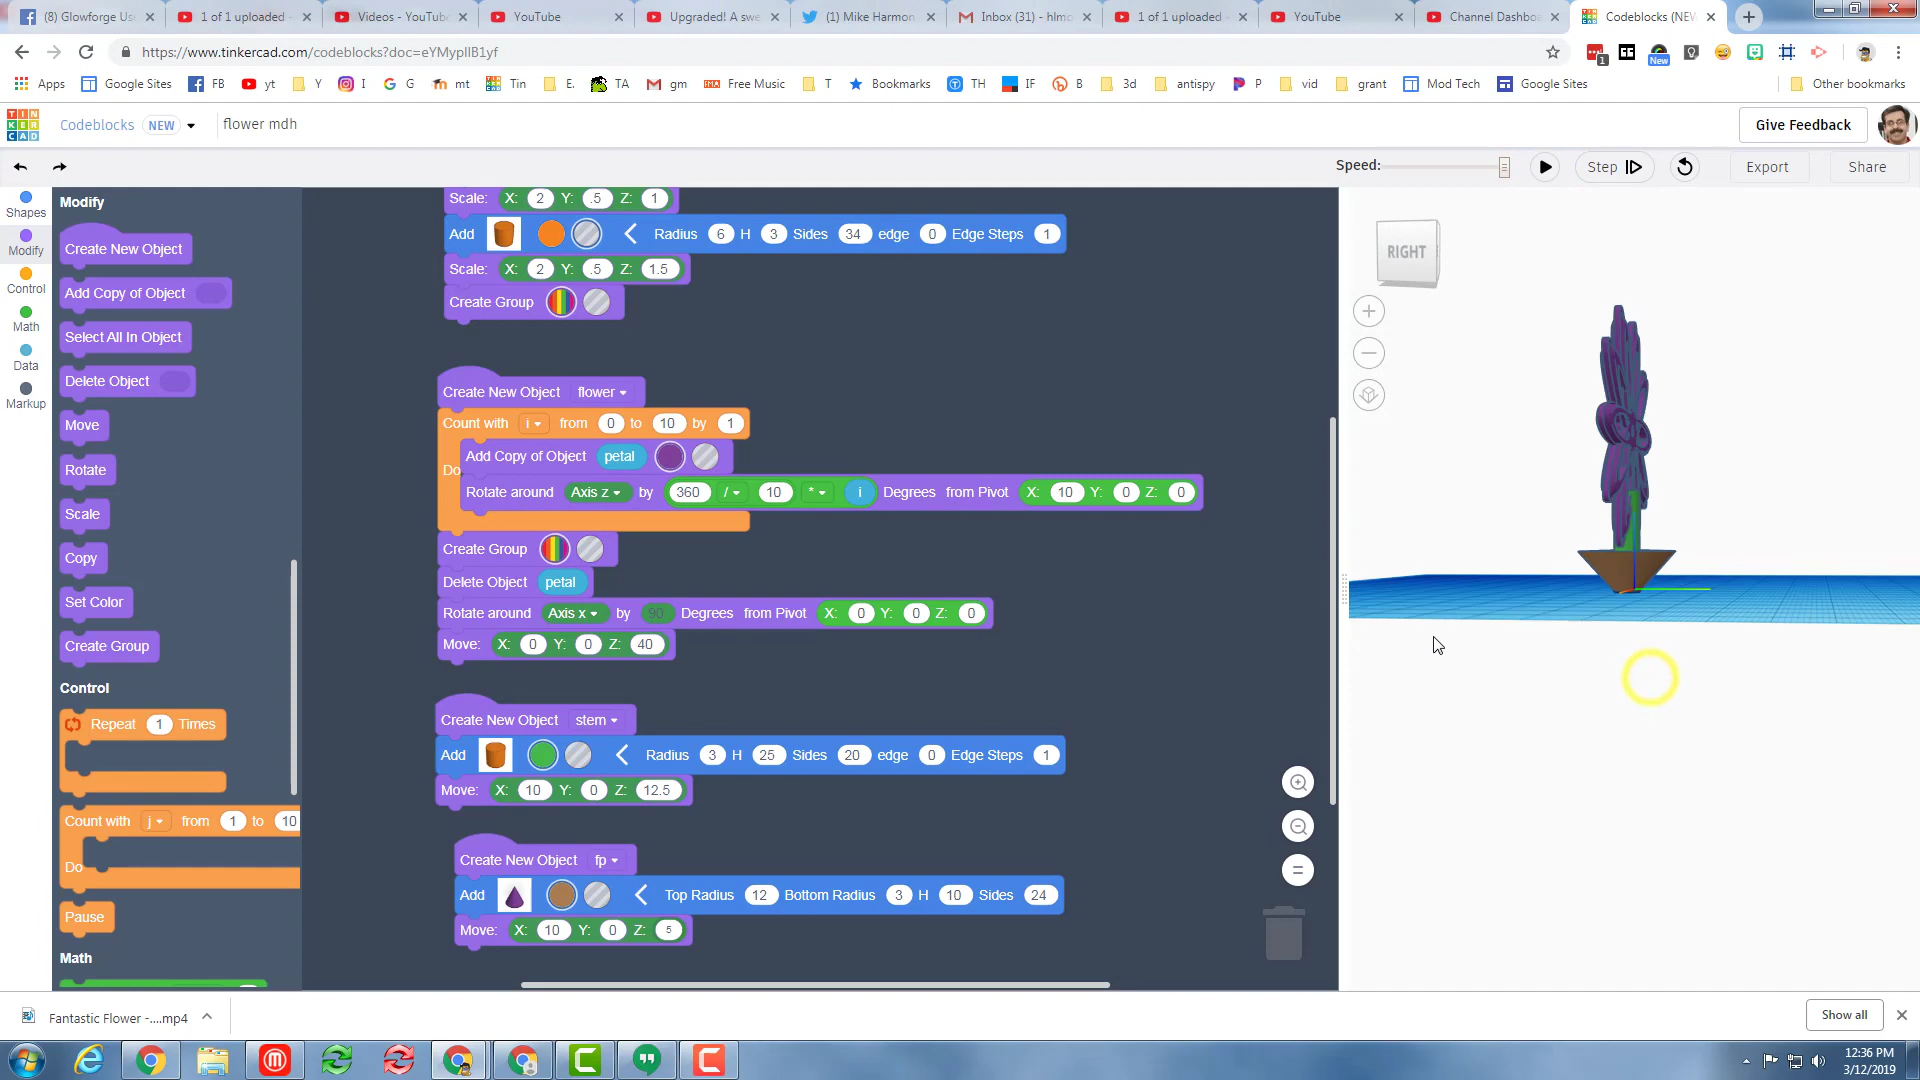 (8) Glowforge Use
1 of 1 uploaded -
Videos - YouTube
YouTube
Upgraded! A swe
(1) Mike Harmon
Inbox (31) - hlmo
1 of 1 uploaded -
YouTube
Channel Dashboa
Codeblocks (NEW
https://www.tinkercad.com/codeblocks?doc=eYMypIlB1yf
1
New
Apps
Google Sites
FB
yt
Y
I
G
mt
Tin
E.
TA
gm
Free Music
T
Bookmarks
TH
IF
B
3d
antispy
P
vid
grant
Mod Tech
Google Sites
Other bookmarks
TIN
KER
CAD
Codeblocks NEW
flower mdh
Give Feedback
Speed:
Step
Export
Share
Shapes
Modify
Control
Math
Data
Markup
Modify
Create New Object
Add Copy of Object
Select All In Object
Delete Object
Move
Rotate
Scale
Copy
Set Color
Create Group
Control
Repeat 1 Times
Count with j from 1 to 10
Do
Pause
Math
Scale: X: 2 Y: .5 Z: 1
Add Radius 6 H 3 Sides 34 edge 0 Edge Steps 1
Scale: X: 2 Y: .5 Z: 1.5
Create Group
Create New Object flower
Count with i from 0 to 10 by 1
Do
Add Copy of Object petal
Rotate around Axis z by 360 / 10 * i Degrees from Pivot X: 10 Y: 0 Z: 0
Create Group
Delete Object petal
Rotate around Axis x by 90 Degrees from Pivot X: 0 Y: 0 Z: 0
Move: X: 0 Y: 0 Z: 40
Create New Object stem
Add Radius 3 H 25 Sides 20 edge 0 Edge Steps 1
Move: X: 10 Y: 0 Z: 12.5
Create New Object fp
Add Top Radius 12 Bottom Radius 3 H 10 Sides 24
Move: X: 10 Y: 0 Z: 5
RIGHT
Fantastic Flower -....mp4
Show all
12:36 PM
3/12/2019